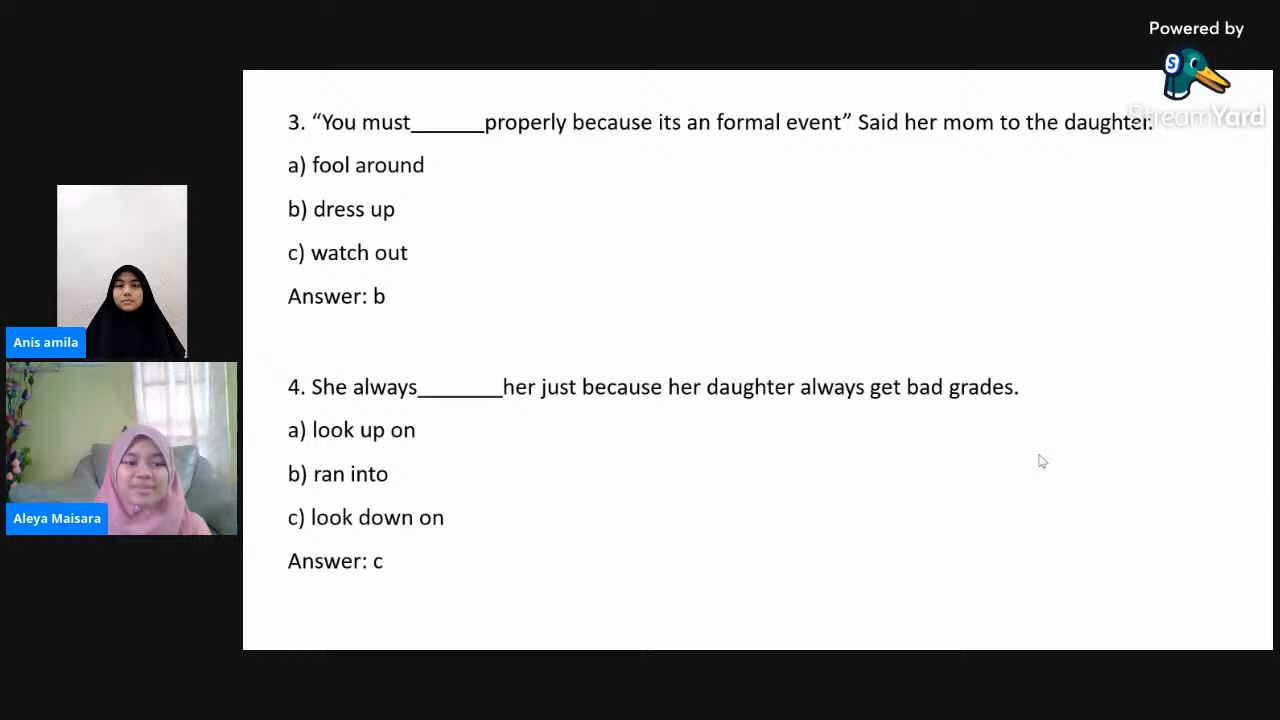 Powered by
StreamYard
3. “You must______properly because its an formal event” Said her mom to the daughter.
a) fool around
b) dress up
c) watch out
Answer: b
4. She always_______her just because her daughter always get bad grades.
a) look up on
b) ran into
c) look down on
Answer: c
Anis amila
Aleya Maisara